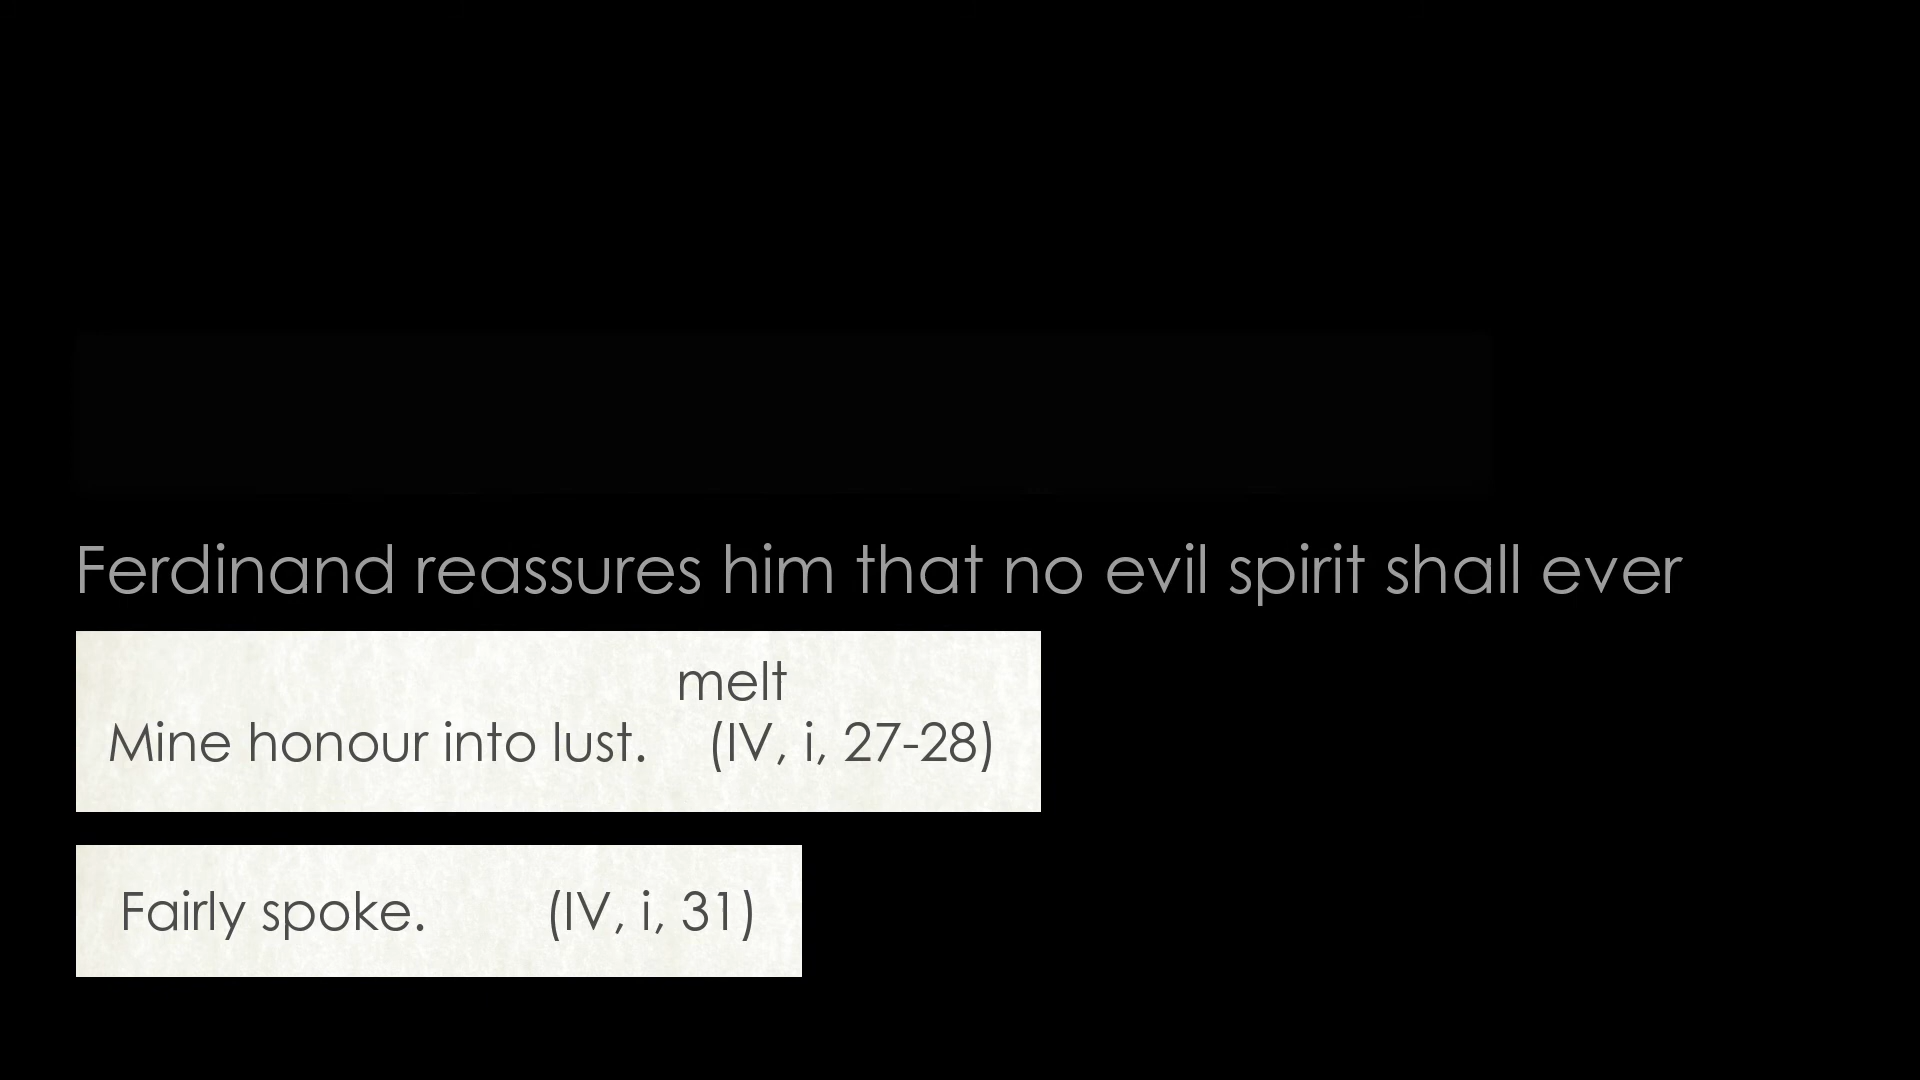 Ferdinand reassures him that no evil spirit shall ever
melt
Mine honour into lust. (IV, i, 27-28)
Fairly spoke. (IV, i, 31)